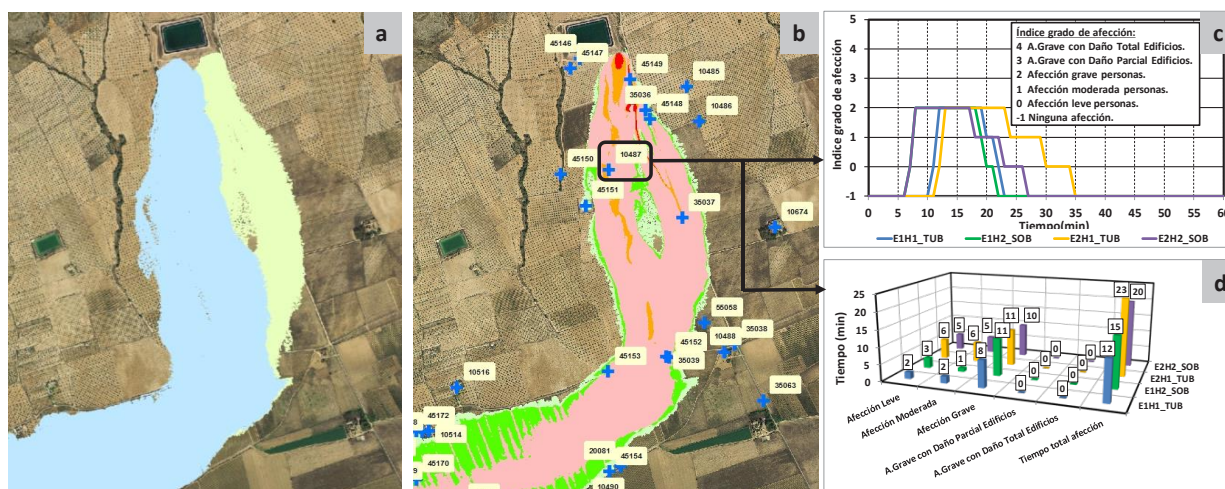 a
b
45146
45147
45149
10485
35036
45148
10486
45150
10487
45151
35037
10674
55058
45152
10488
35038
45153
35039
10516
35063
45172
8
10514
20081
45154
45170
9
10490
c
Índice grado de afección:
4 A.Grave con Daño Total Edificios.
3 A.Grave con Daño Parcial Edificios.
2 Afección grave personas.
1 Afección moderada personas.
0 Afección leve personas.
-1 Ninguna afección.
Indice grado de afección
5
4
3
2
1
0
-1
0 5 10 15 20 25 30 35 40 45 50 55 60
Tiempo(min)
E1H1_TUB E1H2_SOB E2H1_TUB E2H2_SOB
d
Tiempo (min)
25
20
15
10
5
0
2 2 8 0 0 12
3 1 11 0 0 15
6 6 11 0 0 23
5 5 10 0 0 20
Afección Leve
Afección Moderada
Afección Grave
A.Grave con Daño Parcial Edificios
A.Grave con Daño Total Edificios
Tiempo total afección
E2H2_SOB
E2H1_TUB
E1H2_SOB
E1H1_TUB